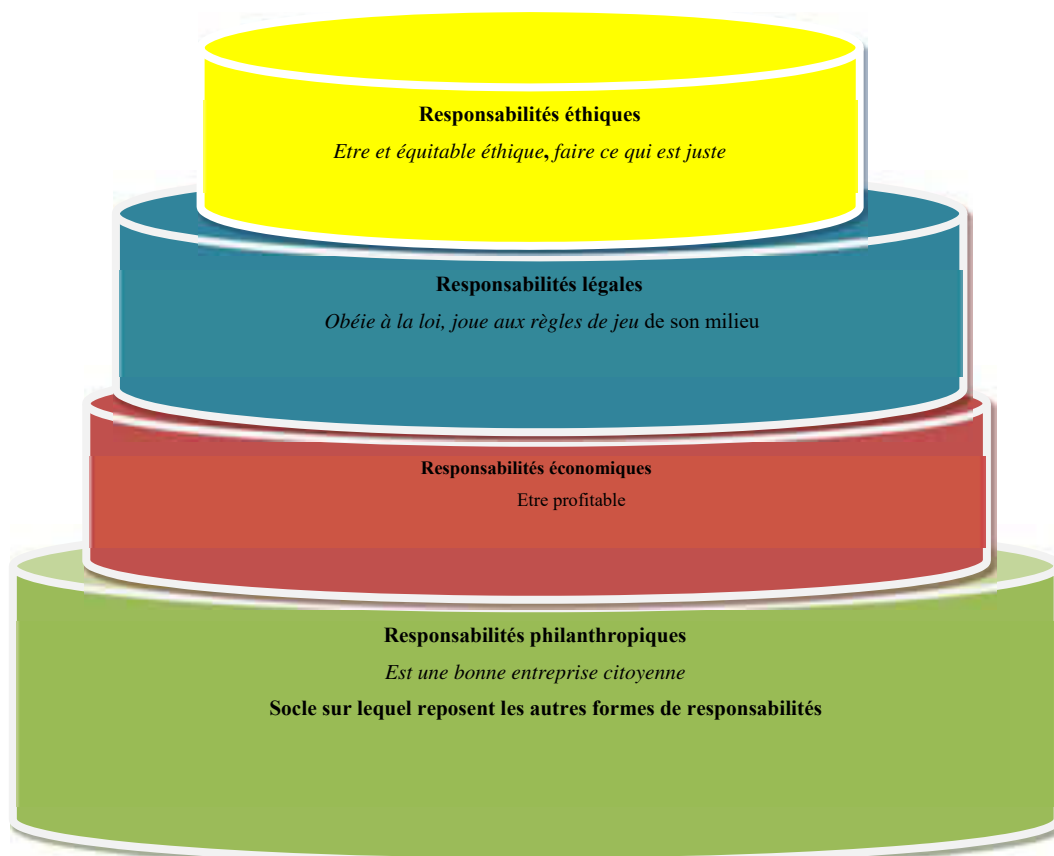 Responsabilités éthiques
Etre et équitable éthique, faire ce qui est juste
Responsabilités légales
Obéie à la loi, joue aux règles de jeu de son milieu
Responsabilités économiques
Etre profitable
Responsabilités philanthropiques
Est une bonne entreprise citoyenne
Socle sur lequel reposent les autres formes de responsabilités